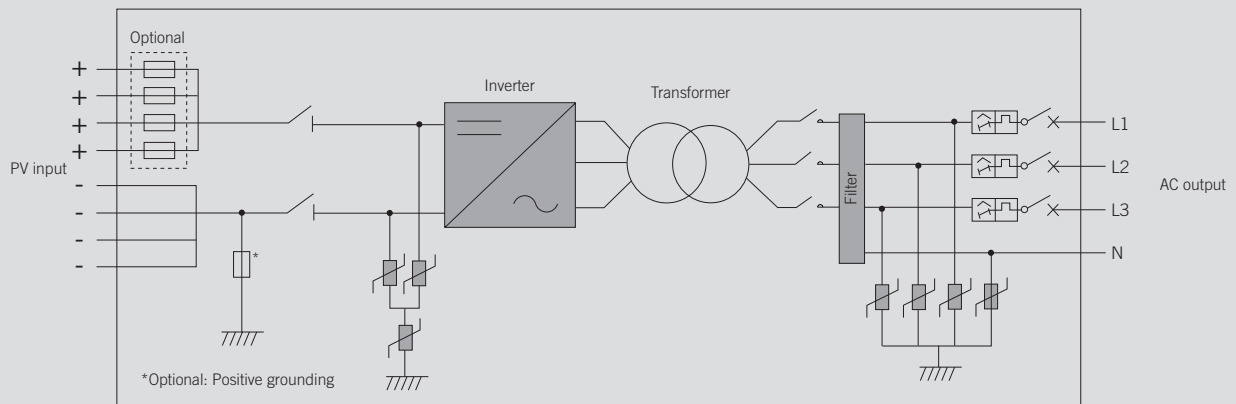 Optional
+
+
+
+
PV input
-
-
-
-
*
*Optional: Positive grounding
Inverter
Transformer
Filter
L1
L2
L3
N
AC output